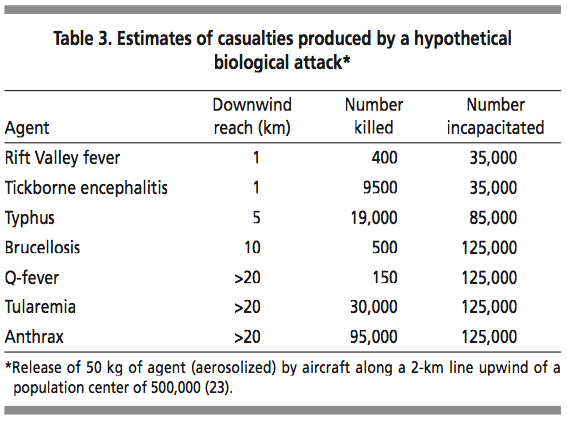 Table 3. Estimates of casualties produced by a hypothetical
biological attack*
Downwind Number Number
Agent reach (km) killed incapacitated
Rift Valley fever 1 400 35,000
Tickborne encephalitis 1 9500 35,000
Typhus 5 19,000 85,000
Brucellosis 10 500 125,000
Q-fever >20 150 125,000
Tularemia >20 30,000 125,000
Anthrax >20 95,000 125,000
*Release of 50 kg of agent (aerosolized) by aircraft along a 2-km line upwind of a
population center of 500,000 (23).